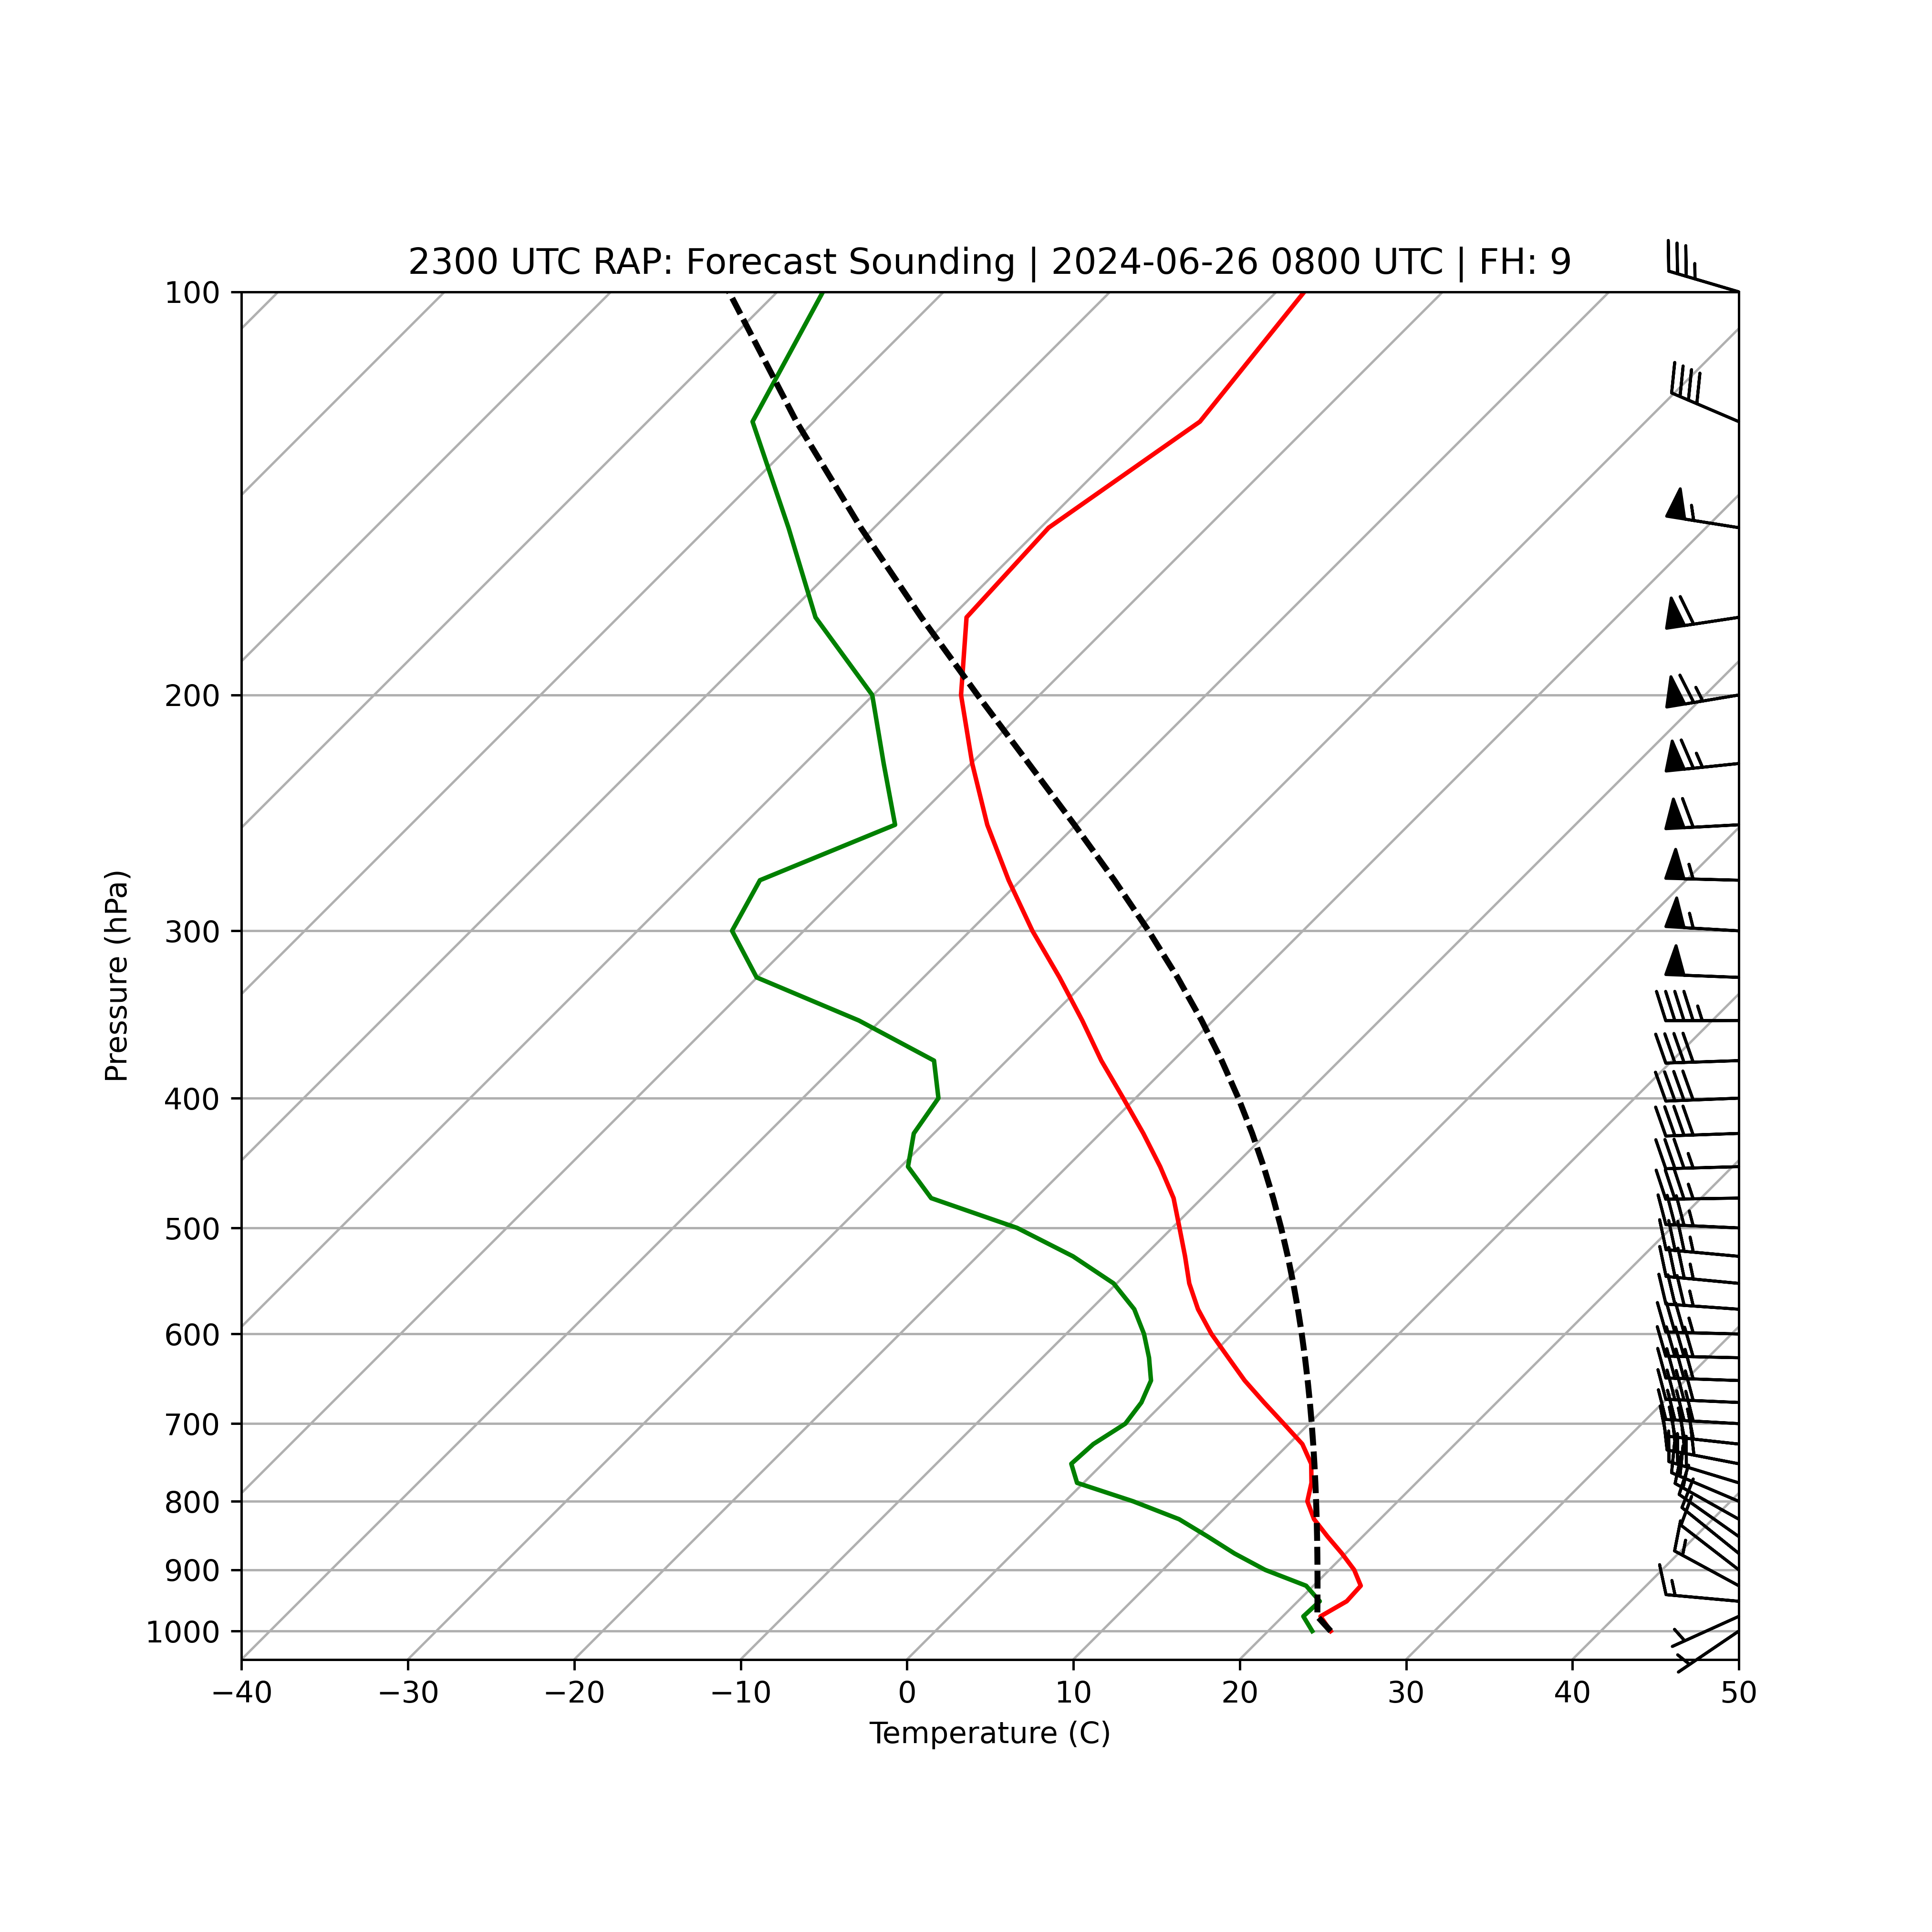 2300 UTC RAP: Forecast Sounding | 2024-06-26 0800 UTC | FH: 9
Pressure (hPa)
100
200
300
400
500
600
700
800
900
1000
−40 −30 −20 −10 0 10 20 30 40 50
Temperature (C)